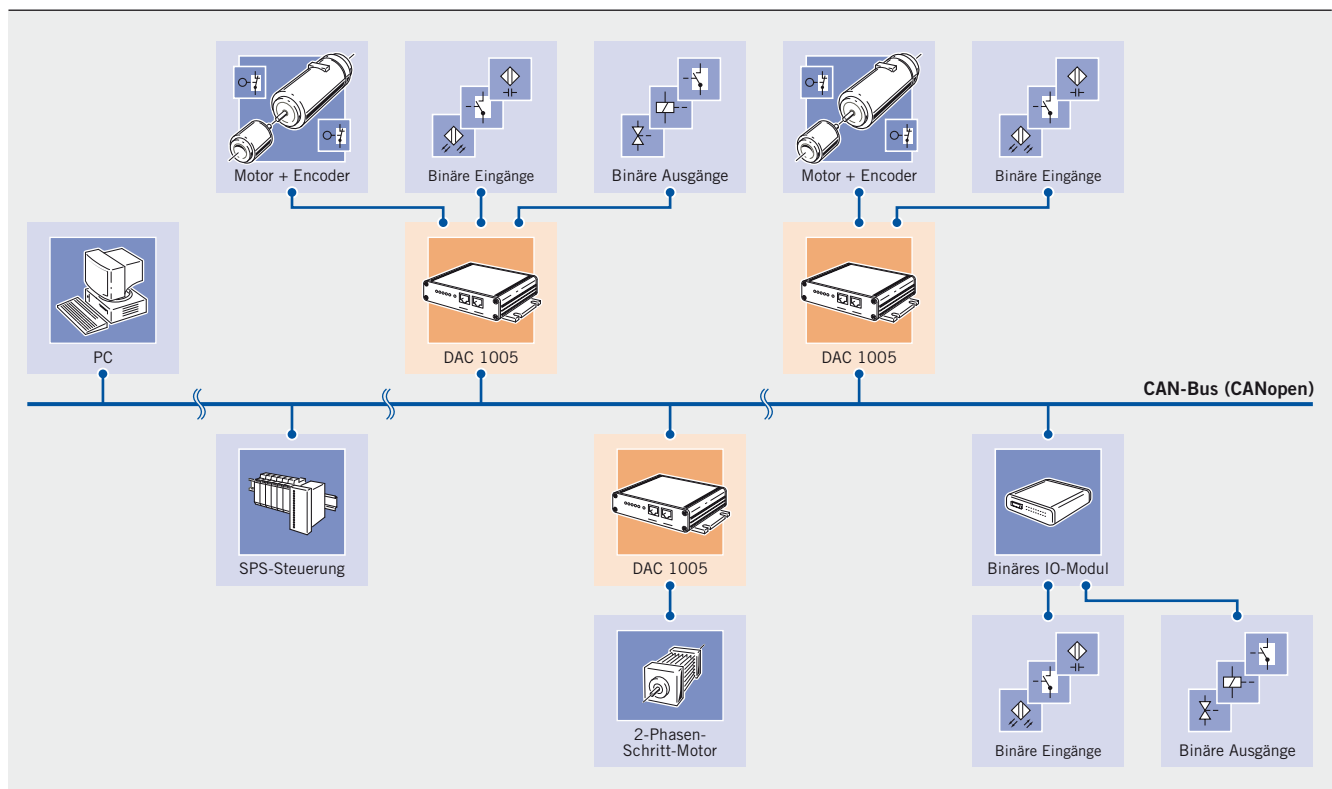 Motor + Encoder
Binäre Eingänge
Binäre Ausgänge
Motor + Encoder
Binäre Eingänge
PC
DAC 1005
DAC 1005
CAN-Bus (CANopen)
SPS-Steuerung
DAC 1005
Binäres IO-Modul
2-Phasen-
Schritt-Motor
Binäre Eingänge
Binäre Ausgänge